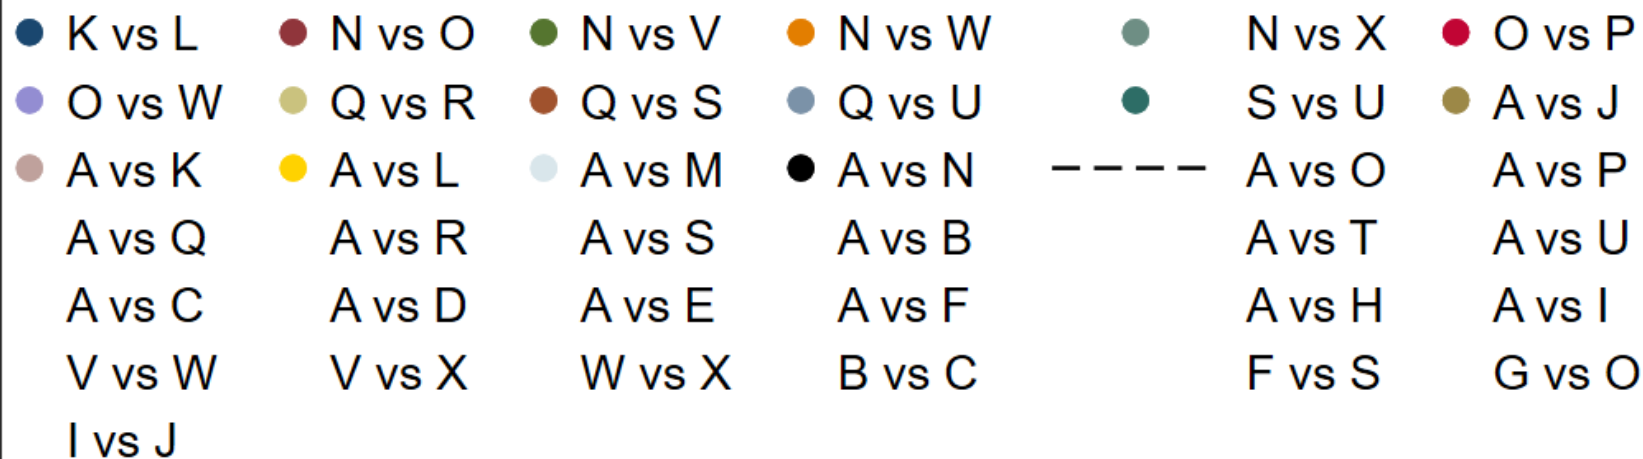 K vs L N vs O N vs V N vs W N vs X O vs P
O vs W Q vs R Q vs S Q vs U S vs U A vs J
A vs K A vs L A vs M A vs N A vs O A vs P
A vs Q A vs R A vs S A vs B A vs T A vs U
A vs C A vs D A vs E A vs F A vs H A vs I
V vs W V vs X W vs X B vs C F vs S G vs O
I vs J